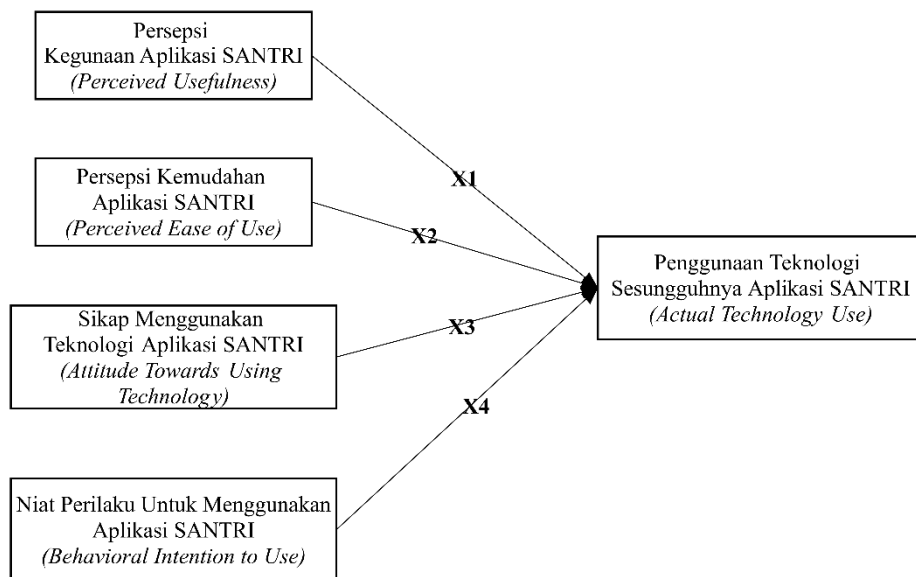 Persepsi
Kegunaan Aplikasi SANTRI
(Perceived Usefulness)
X1
Persepsi Kemudahan
Aplikasi SANTRI
(Perceived Ease of Use)
X2
Penggunaan Teknologi
Sesungguhnya Aplikasi SANTRI
(Actual Technology Use)
Sikap Menggunakan
Teknologi Aplikasi SANTRI
(Attitude Towards Using
Technology)
X3
X4
Niat Perilaku Untuk Menggunakan
Aplikasi SANTRI
(Behavioral Intention to Use)